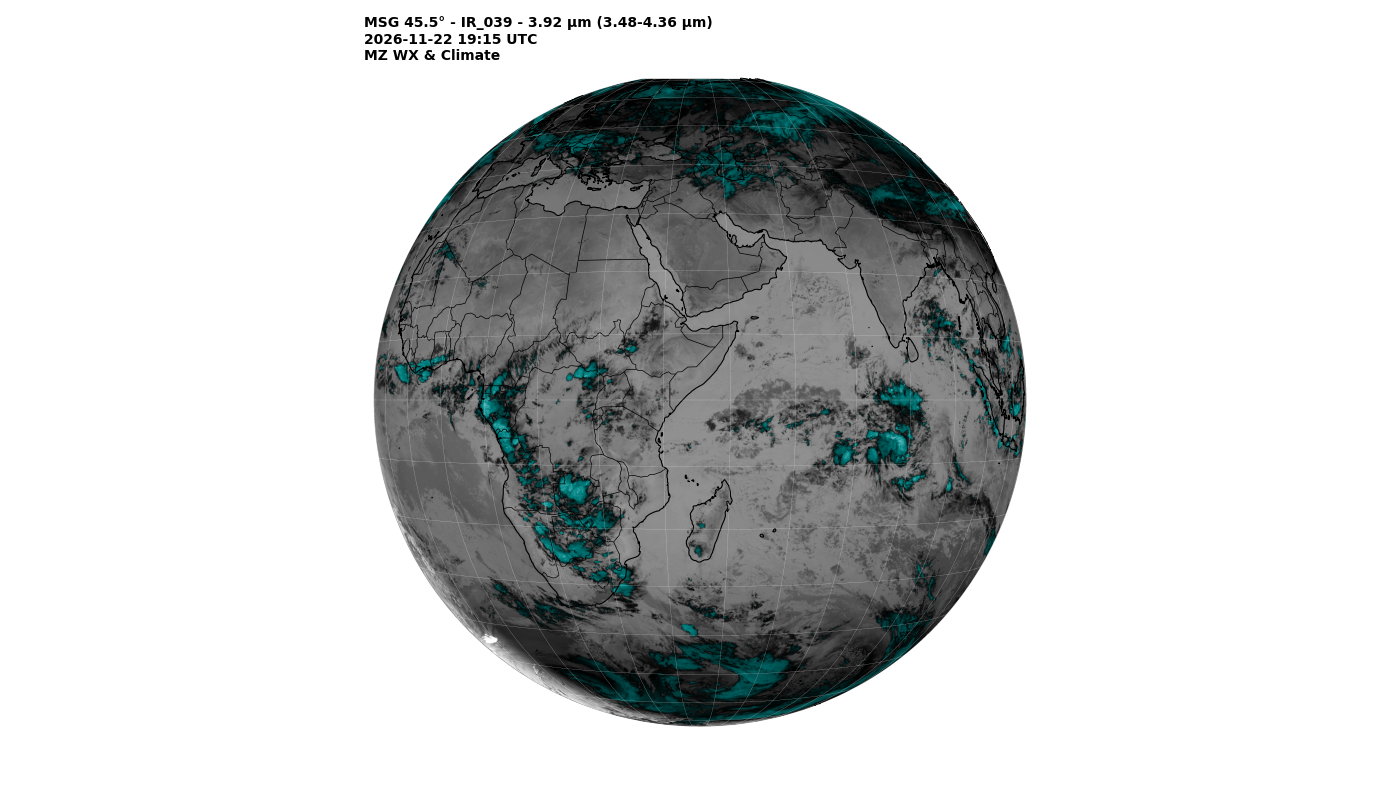 MSG 45.5° - IR_039 - 3.92 µm (3.48-4.36 µm)
2026-11-22 19:15 UTC
MZ WX & Climate